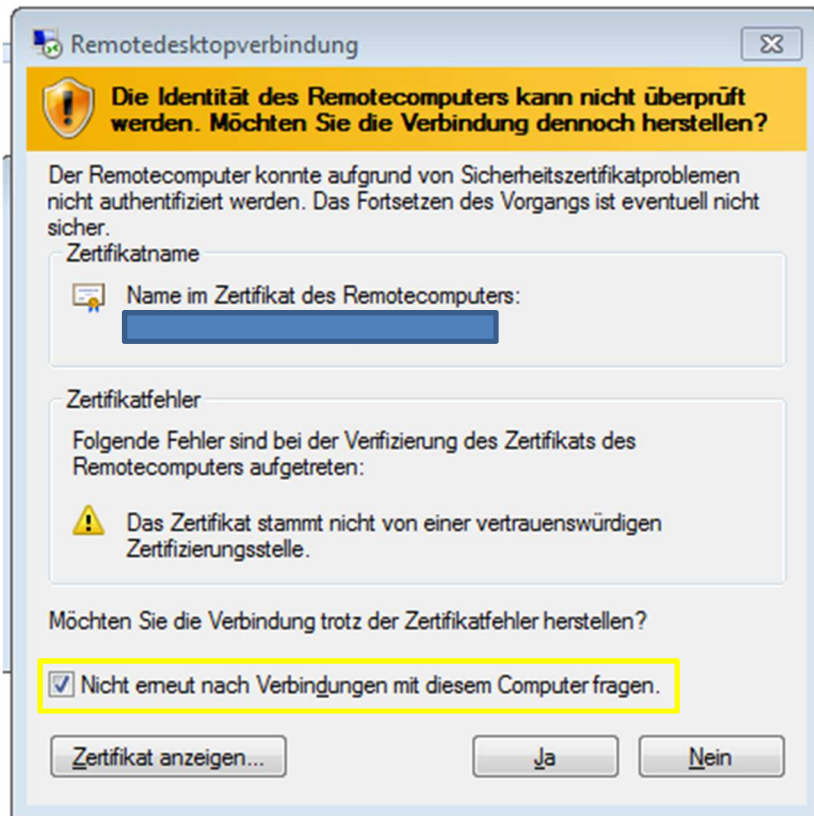 Remotedesktopverbindung
Die Identität des Remotecomputers kann nicht überprüft
werden. Möchten Sie die Verbindung dennoch herstellen?
Der Remotecomputer konnte aufgrund von Sicherheitszertifikatproblemen
nicht authentifiziert werden. Das Fortsetzen des Vorgangs ist eventuell nicht
sicher.
Zertifikatname
Name im Zertifikat des Remotecomputers:
Zertifikatfehler
Folgende Fehler sind bei der Verifizierung des Zertifikats des
Remotecomputers aufgetreten:
Das Zertifikat stammt nicht von einer vertrauenswürdigen
Zertifizierungsstelle.
Möchten Sie die Verbindung trotz der Zertifikatfehler herstellen?
Nicht erneut nach Verbindungen mit diesem Computer fragen.
Zertifikat anzeigen... Ja Nein